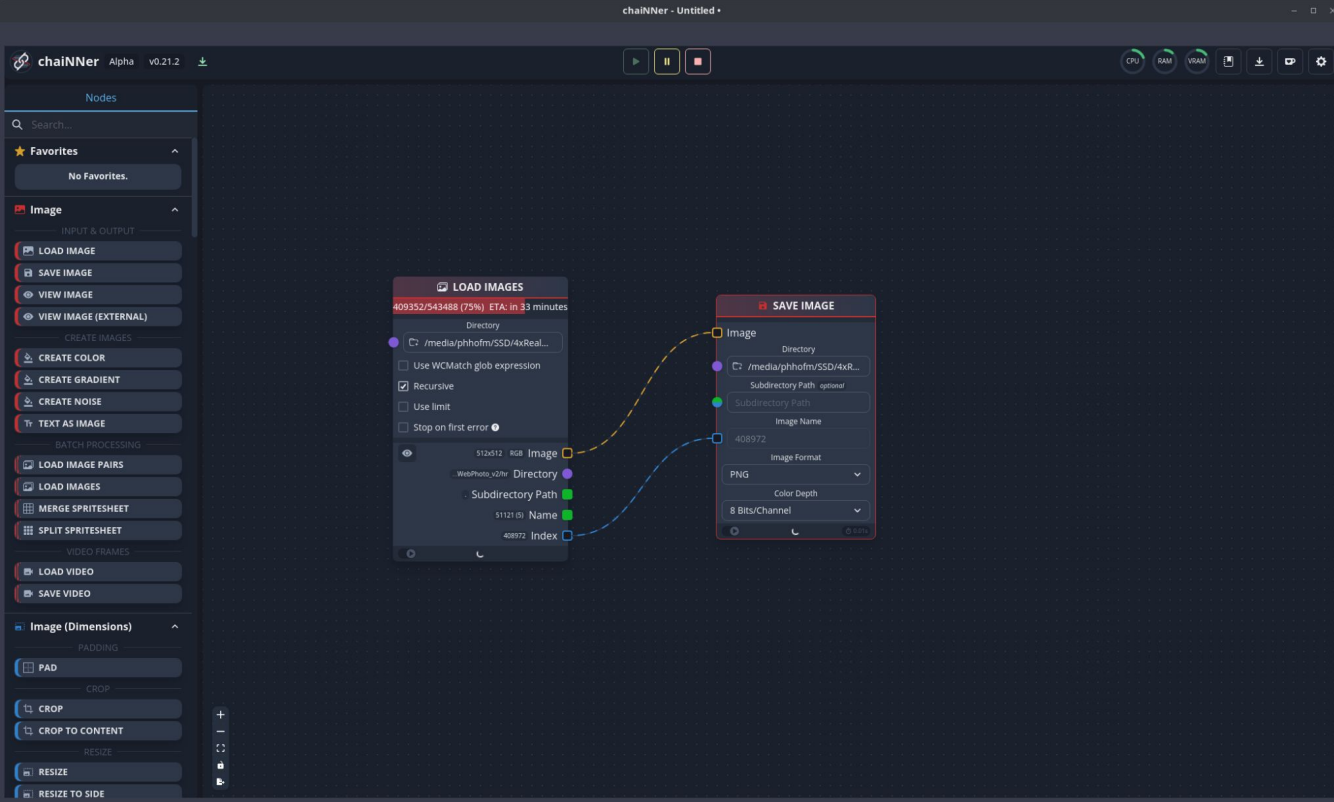 chaiNNer - Untitled •
chaiNNer Alpha v0.21.2
CPU RAM VRAM
Nodes
Search...
Favorites
No Favorites.
Image
INPUT & OUTPUT
LOAD IMAGE
SAVE IMAGE
VIEW IMAGE
VIEW IMAGE (EXTERNAL)
CREATE IMAGES
CREATE COLOR
CREATE GRADIENT
CREATE NOISE
TEXT AS IMAGE
BATCH PROCESSING
LOAD IMAGE PAIRS
LOAD IMAGES
MERGE SPRITESHEET
SPLIT SPRITESHEET
VIDEO FRAMES
LOAD VIDEO
SAVE VIDEO
Image (Dimensions)
PADDING
PAD
CROP
CROP
CROP TO CONTENT
RESIZE
RESIZE
RESIZE TO SIDE
LOAD IMAGES
409352/543488 (75%) ETA: in 33 minutes
Directory
/media/phhofm/SSD/4xReal...
Use WCMatch glob expression
Recursive
Use limit
Stop on first error
512x512 RGB Image
..WebPhoto_v2/hr Directory
. Subdirectory Path
51121 (5) Name
408972 Index
SAVE IMAGE
Image
Directory
/media/phhofm/SSD/4xR...
Subdirectory Path optional
Subdirectory Path
Image Name
408972
Image Format
PNG
Color Depth
8 Bits/Channel